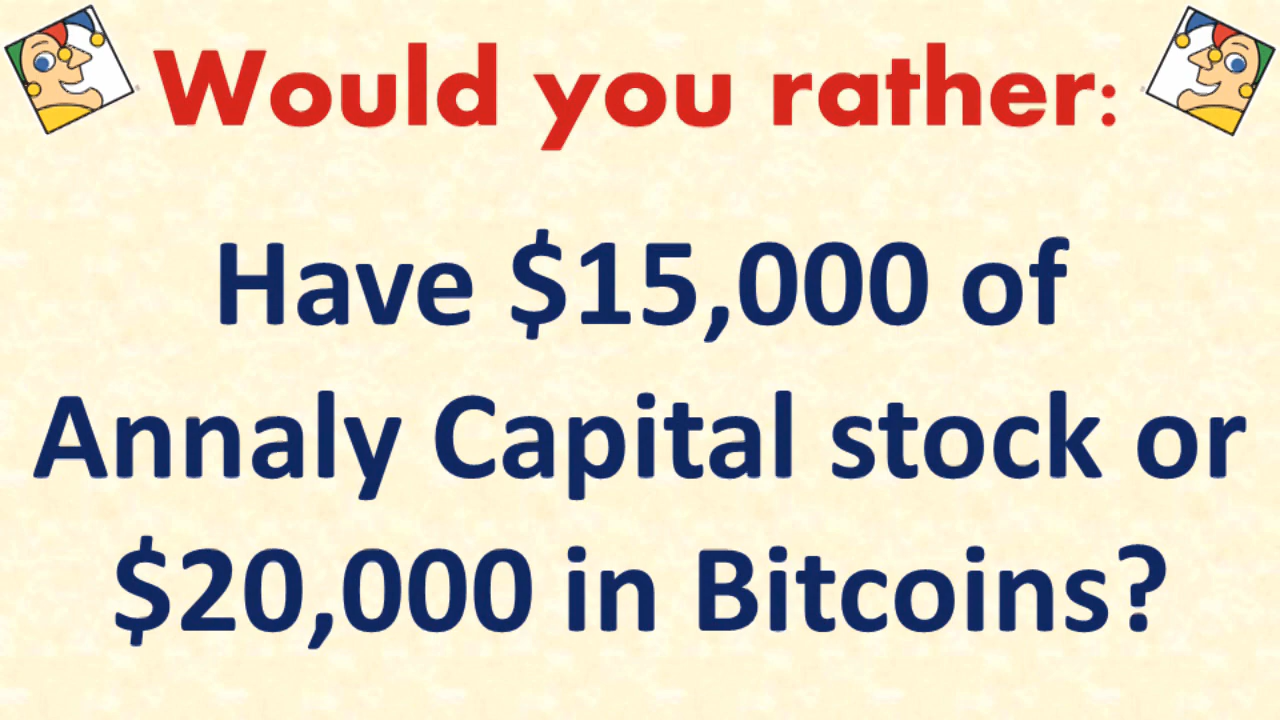 Would you rather:
Have $15,000 of
Annaly Capital stock or
$20,000 in Bitcoins?